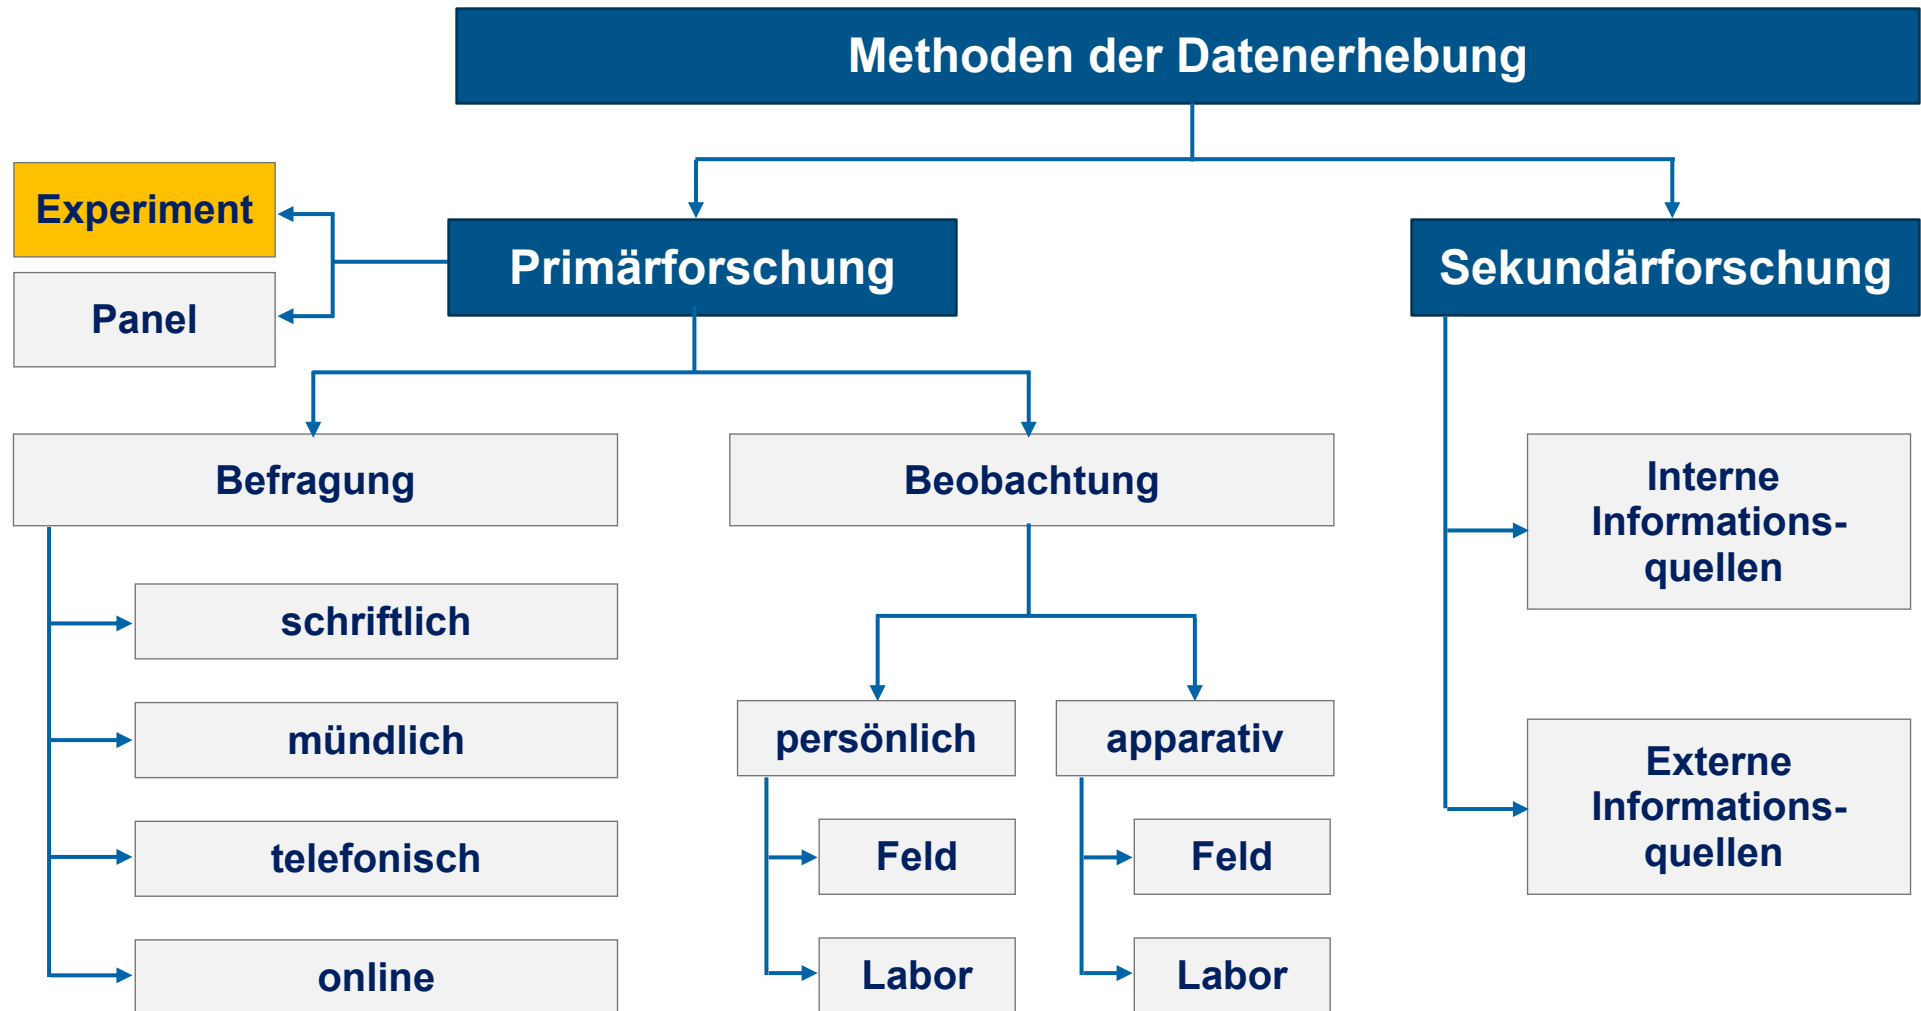 Methoden der Datenerhebung
Experiment
Panel
Primärforschung
Sekundärforschung
Befragung
schriftlich
mündlich
telefonisch
online
Beobachtung
persönlich
Feld
Labor
apparativ
Feld
Labor
Interne
Informations-
quellen
Externe
Informations-
quellen